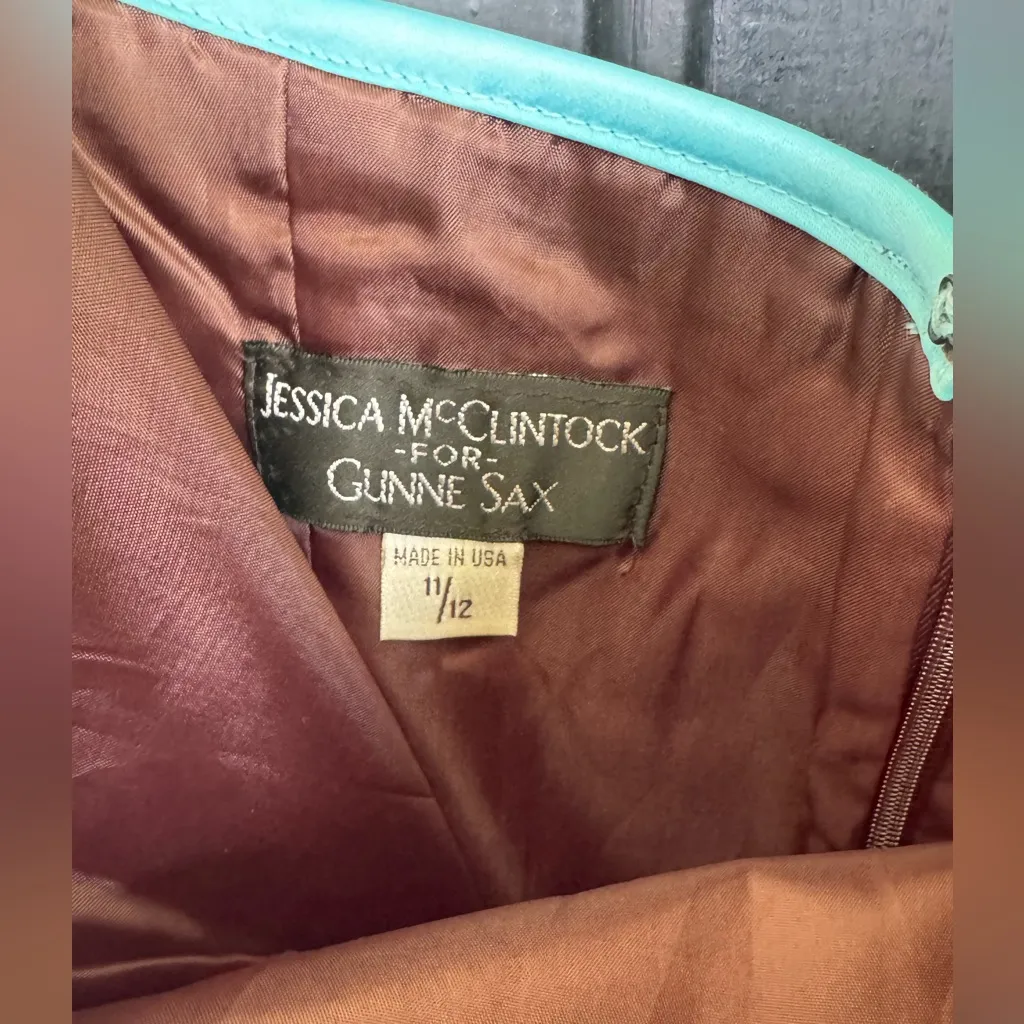 JESSICA McCLINTOCK
-FOR-
GUNNE SAX
MADE IN USA
11/12